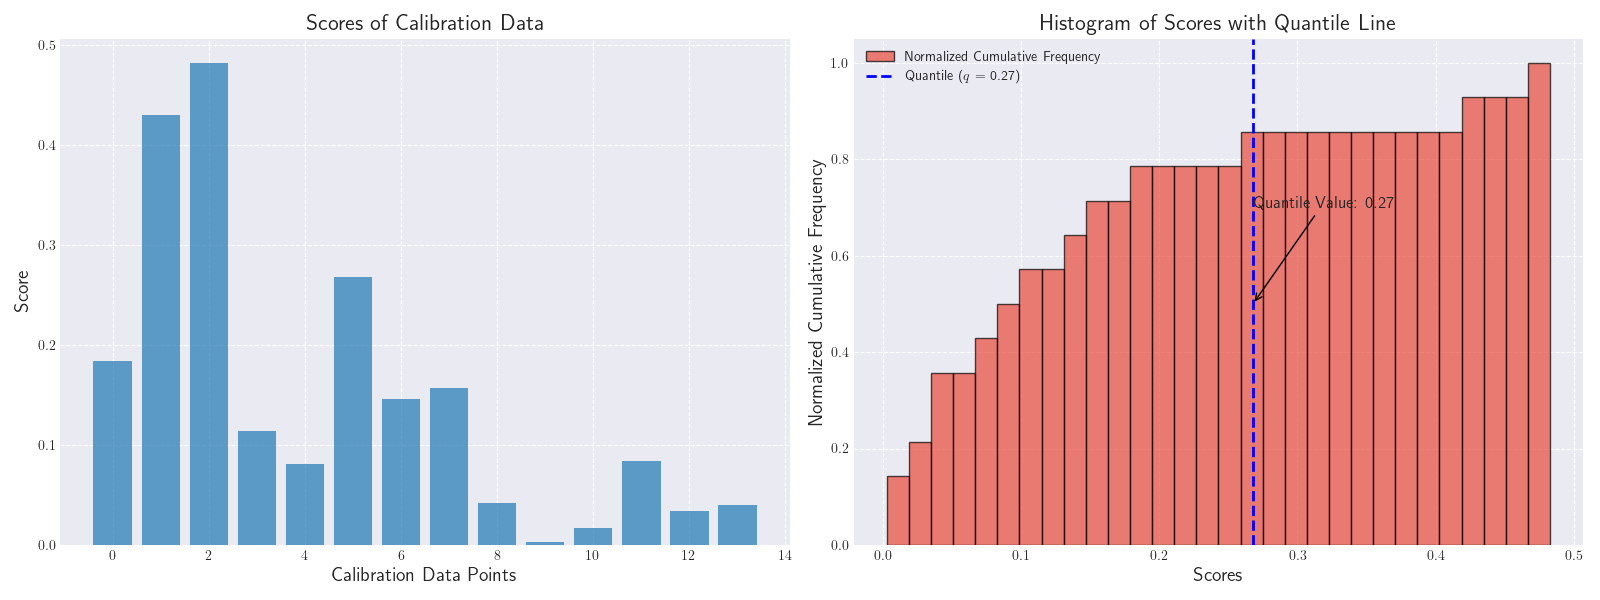 Scores of Calibration Data
0.5
0.4
0.3
0.2
0.1
0.0
Score
0
2
4
6
8
10
12
14
Calibration Data Points
Histogram of Scores with Quantile Line
Normalized Cumulative Frequency
Quantile (q = 0.27)
1.0
0.8
0.6
0.4
0.2
0.0
Normalized Cumulative Frequency
Quantile Value: 0.27
0.0
0.1
0.2
0.3
0.4
0.5
Scores